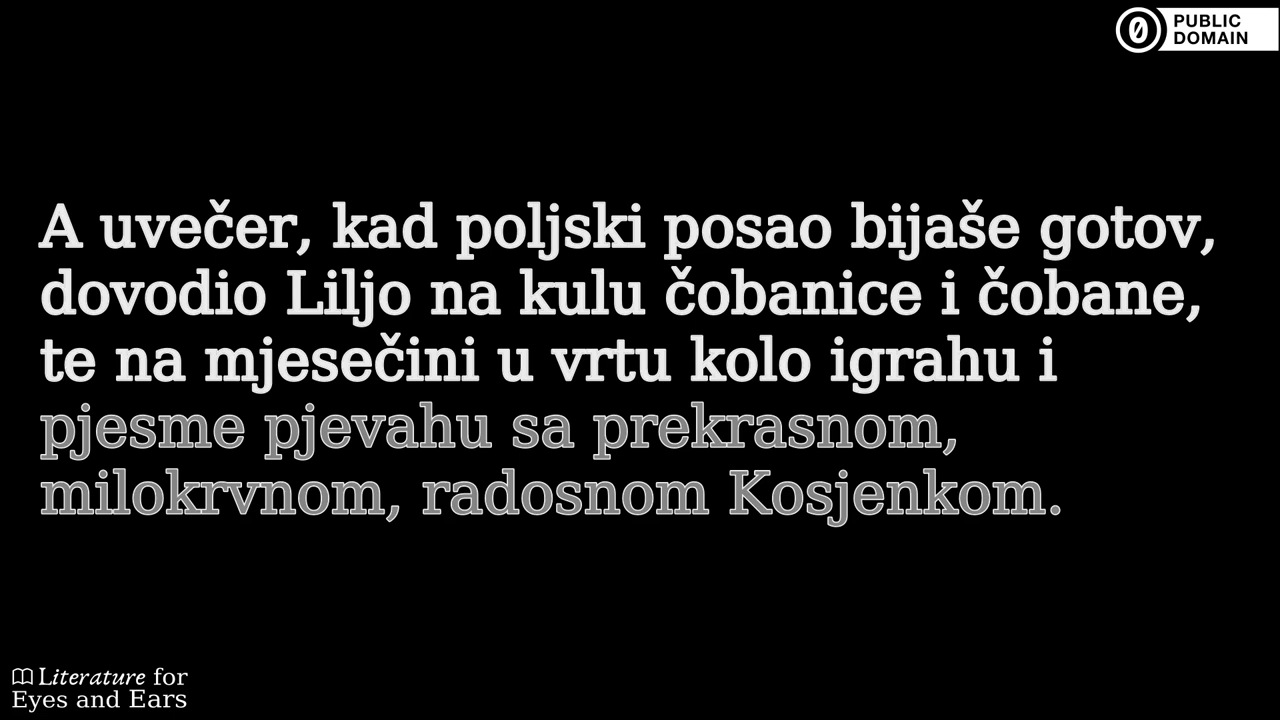 PUBLIC
DOMAIN
A uvečer, kad poljski posao bijaše gotov,
dovodio Liljo na kulu čobanice i čobane,
te na mjesečini u vrtu kolo igrahu i
pjesme pjevahu sa prekrasnom,
milokrvnom, radosnom Kosjenkom.
Literature for
Eyes and Ears